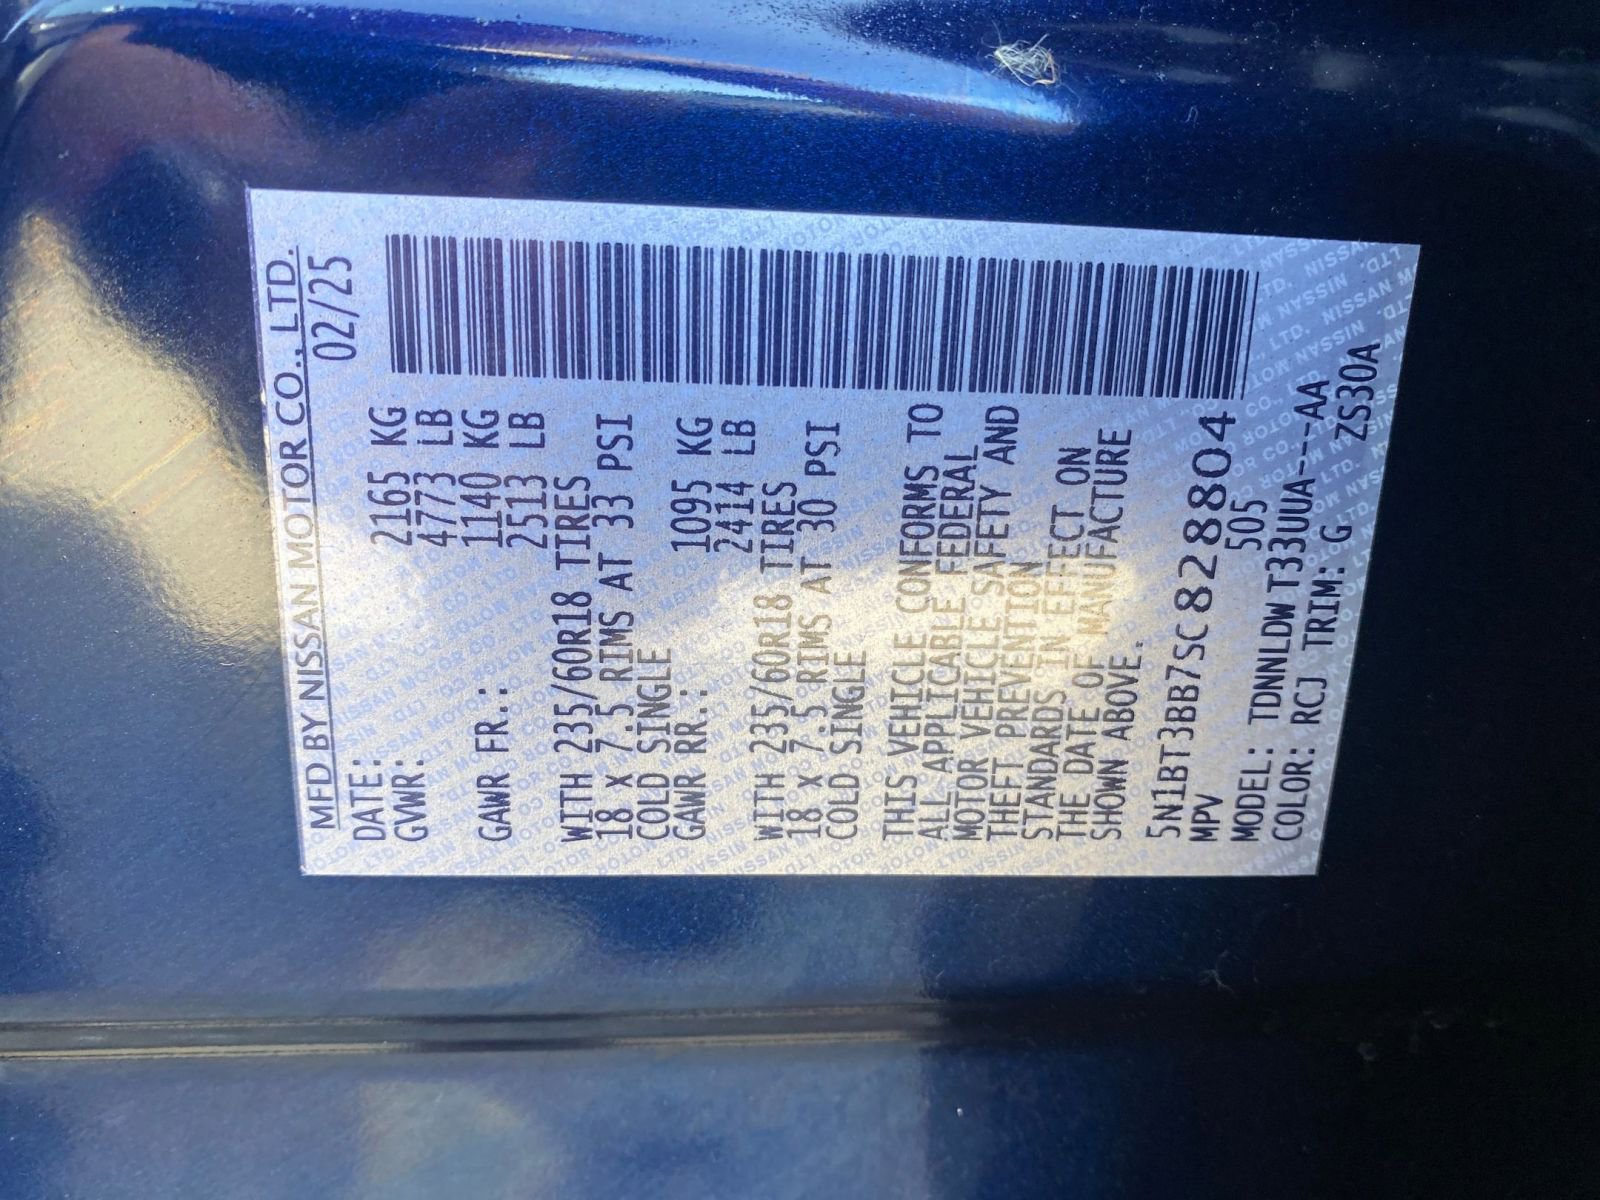 MFD BY NISSAN MOTOR CO., LTD.
DATE: 02/25
GVWR: 2165 KG
4773 LB
GAWR FR.: 1140 KG
2513 LB
WITH 235/60R18 TIRES
18 x 7.5 RIMS AT 33 PSI
COLD SINGLE
GAWR RR.: 1095 KG
2414 LB
WITH 235/60R18 TIRES
18 x 7.5 RIMS AT 30 PSI
COLD SINGLE
THIS VEHICLE CONFORMS TO
ALL APPLICABLE FEDERAL
MOTOR VEHICLE SAFETY AND
THEFT PREVENTION
STANDARDS IN EFFECT ON
THE DATE OF MANUFACTURE
SHOWN ABOVE.
5N1BT3BB7SC828804
MPV 505
MODEL: TDNNLDWT33UUA---AA
COLOR: RCJ TRIM: G ZS30A